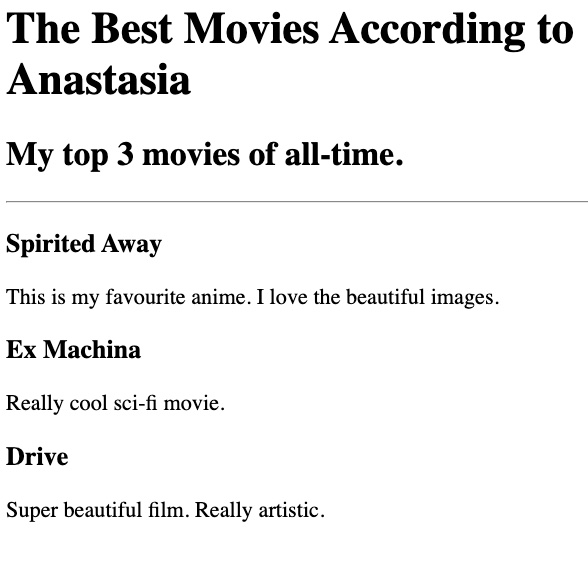 The Best Movies According to
Anastasia
My top 3 movies of all-time.
Spirited Away
This is my favourite anime. I love the beautiful images.
Ex Machina
Really cool sci-fi movie.
Drive
Super beautiful film. Really artistic.